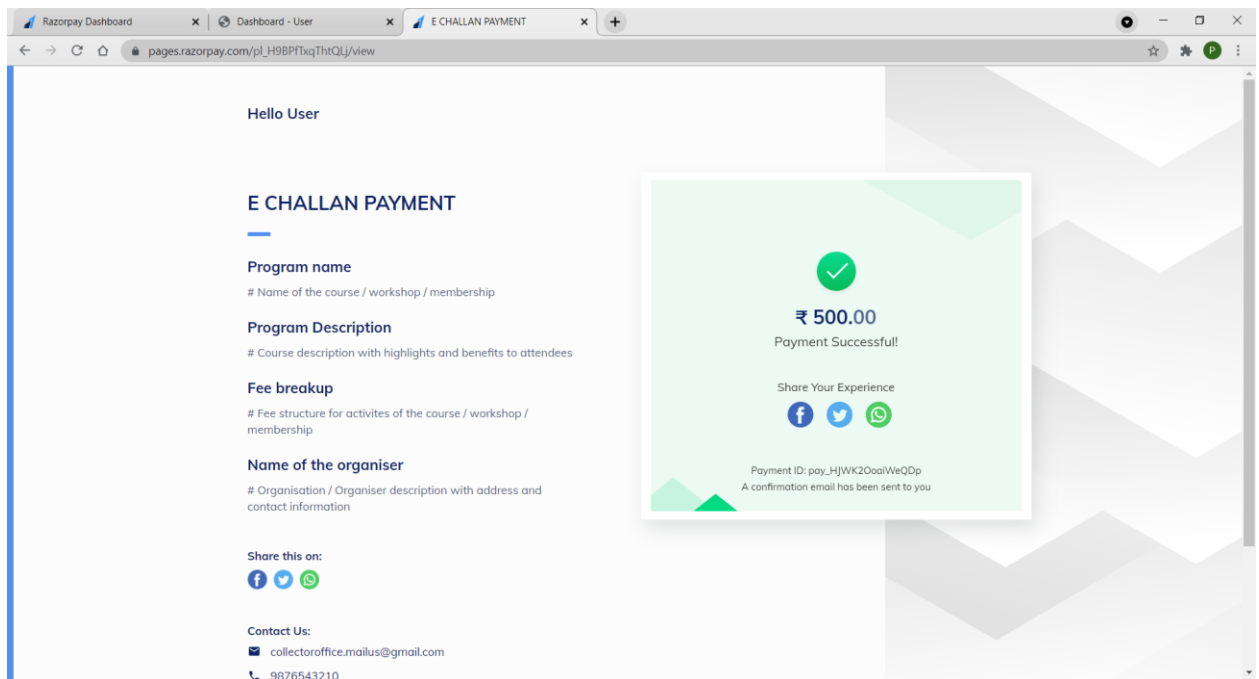 Razorpay Dashboard
Dashboard - User
E CHALLAN PAYMENT
pages.razorpay.com/pl_H9BPfTxqThtQLj/view
P
Hello User
E CHALLAN PAYMENT
Program name
# Name of the course / workshop / membership
Program Description
# Course description with highlights and benefits to attendees
Fee breakup
# Fee structure for activites of the course / workshop /
membership
Name of the organiser
# Organisation / Organiser description with address and
contact information
Share this on:
Contact Us:
collectoroffice.mailus@gmail.com
9876543210
₹ 500.00
Payment Successful!
Share Your Experience
Payment ID: pay_HJWK2OoaiWeQDp
A confirmation email has been sent to you